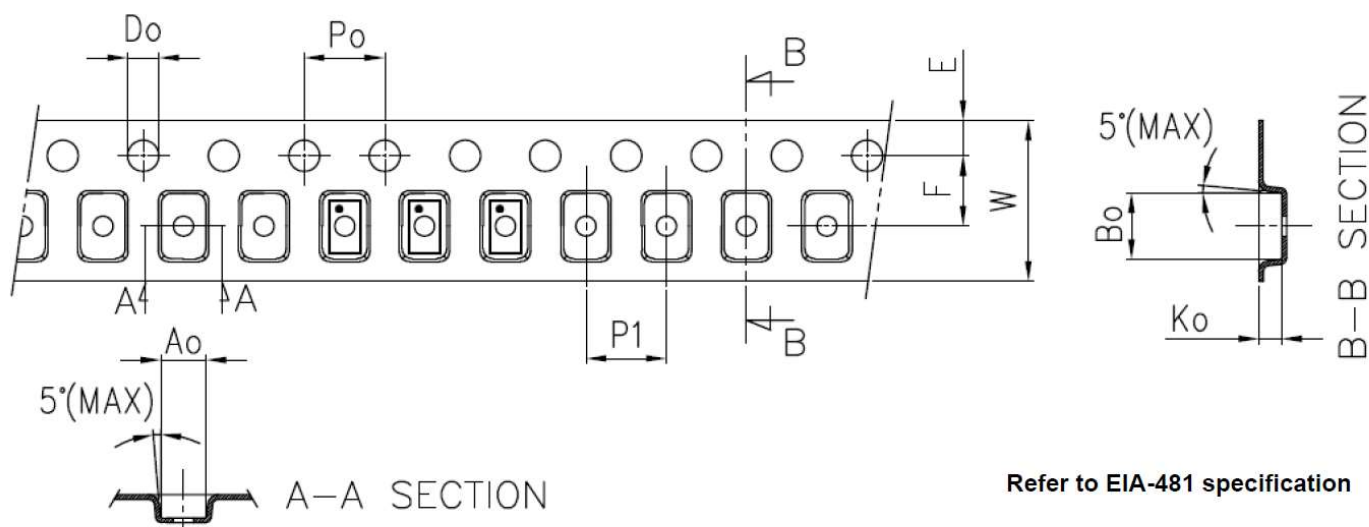 Do
Po
B
E
5°(MAX)
F
W
Bo
A
A
P1
B
Ko
B-B SECTION
Ao
5°(MAX)
A-A SECTION
Refer to EIA-481 specification